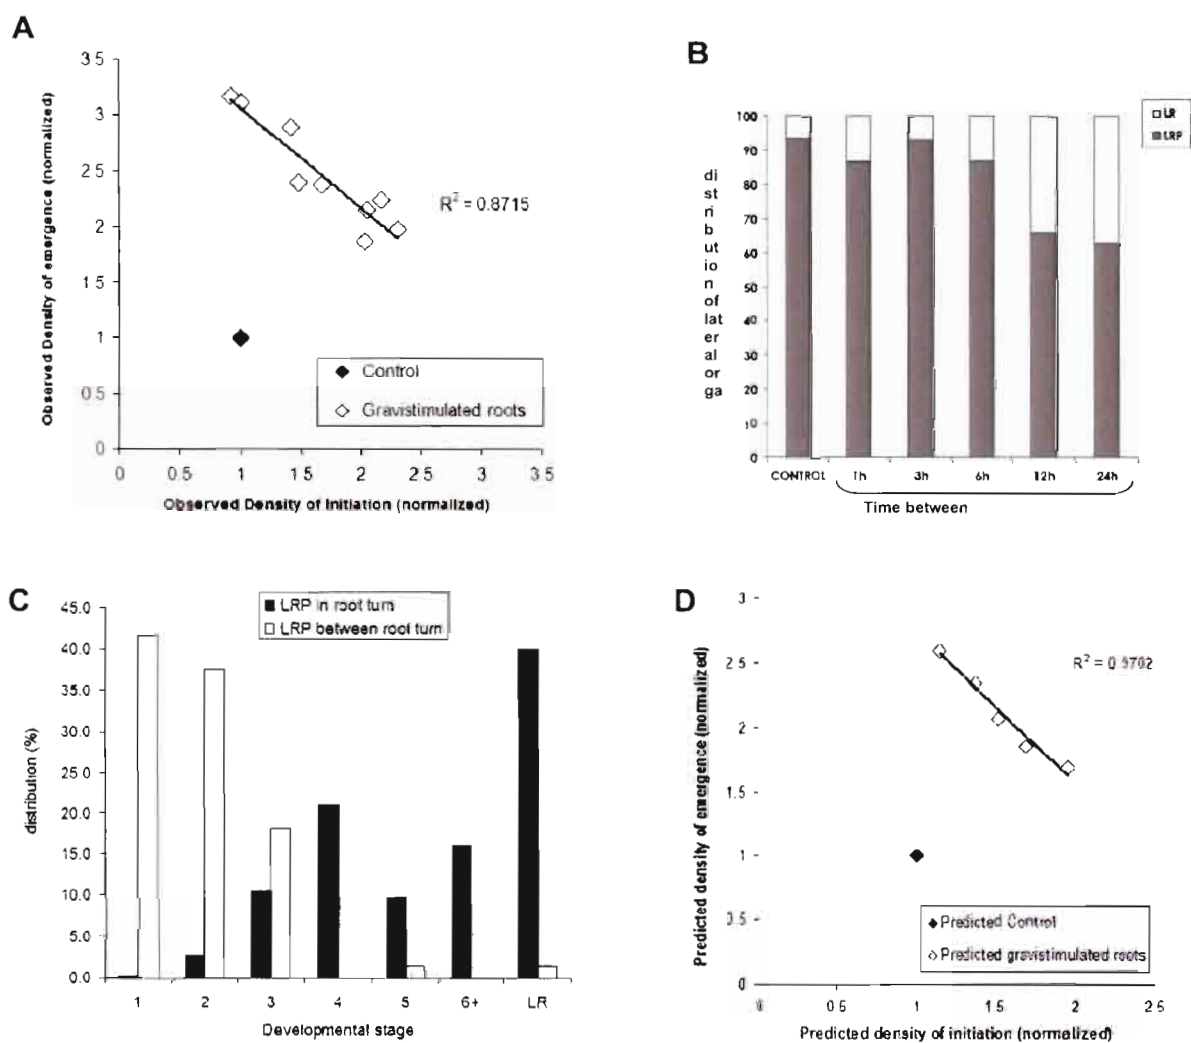 A
3 5
3
2.5
2
1.5
1
0.5
0
0
0.5
1
1.5
2
2.5
3
3 5
Observed Density of emergence (normalized)
R² = 0.8715
Control
Gravistimulated roots
Observed Density of Initiation (normalized)
B
LR
LRP
100
90
80
70
60
50
40
30
20
10
0
di
st
ri
b
ut
io
n
of
lat
er
al
or
ga
CONTROL
1h
3h
6h
12h
24h
Time between
C
45.0
40.0
35.0
30.0
25.0
20.0
15.0
10.0
5.0
0.0
distribution (%)
LRP in root turn
LRP between root turn
1
2
3
4
5
6+
LR
Developmental stage
D
3
2.5
2
1.5
1
0.5
0
Predicted density of emergence (normalized)
R² = 0.9702
Predicted Control
Predicted gravistimulated roots
0
0 5
1
1 5
2
2 5
Predicted density of initiation (normalized)